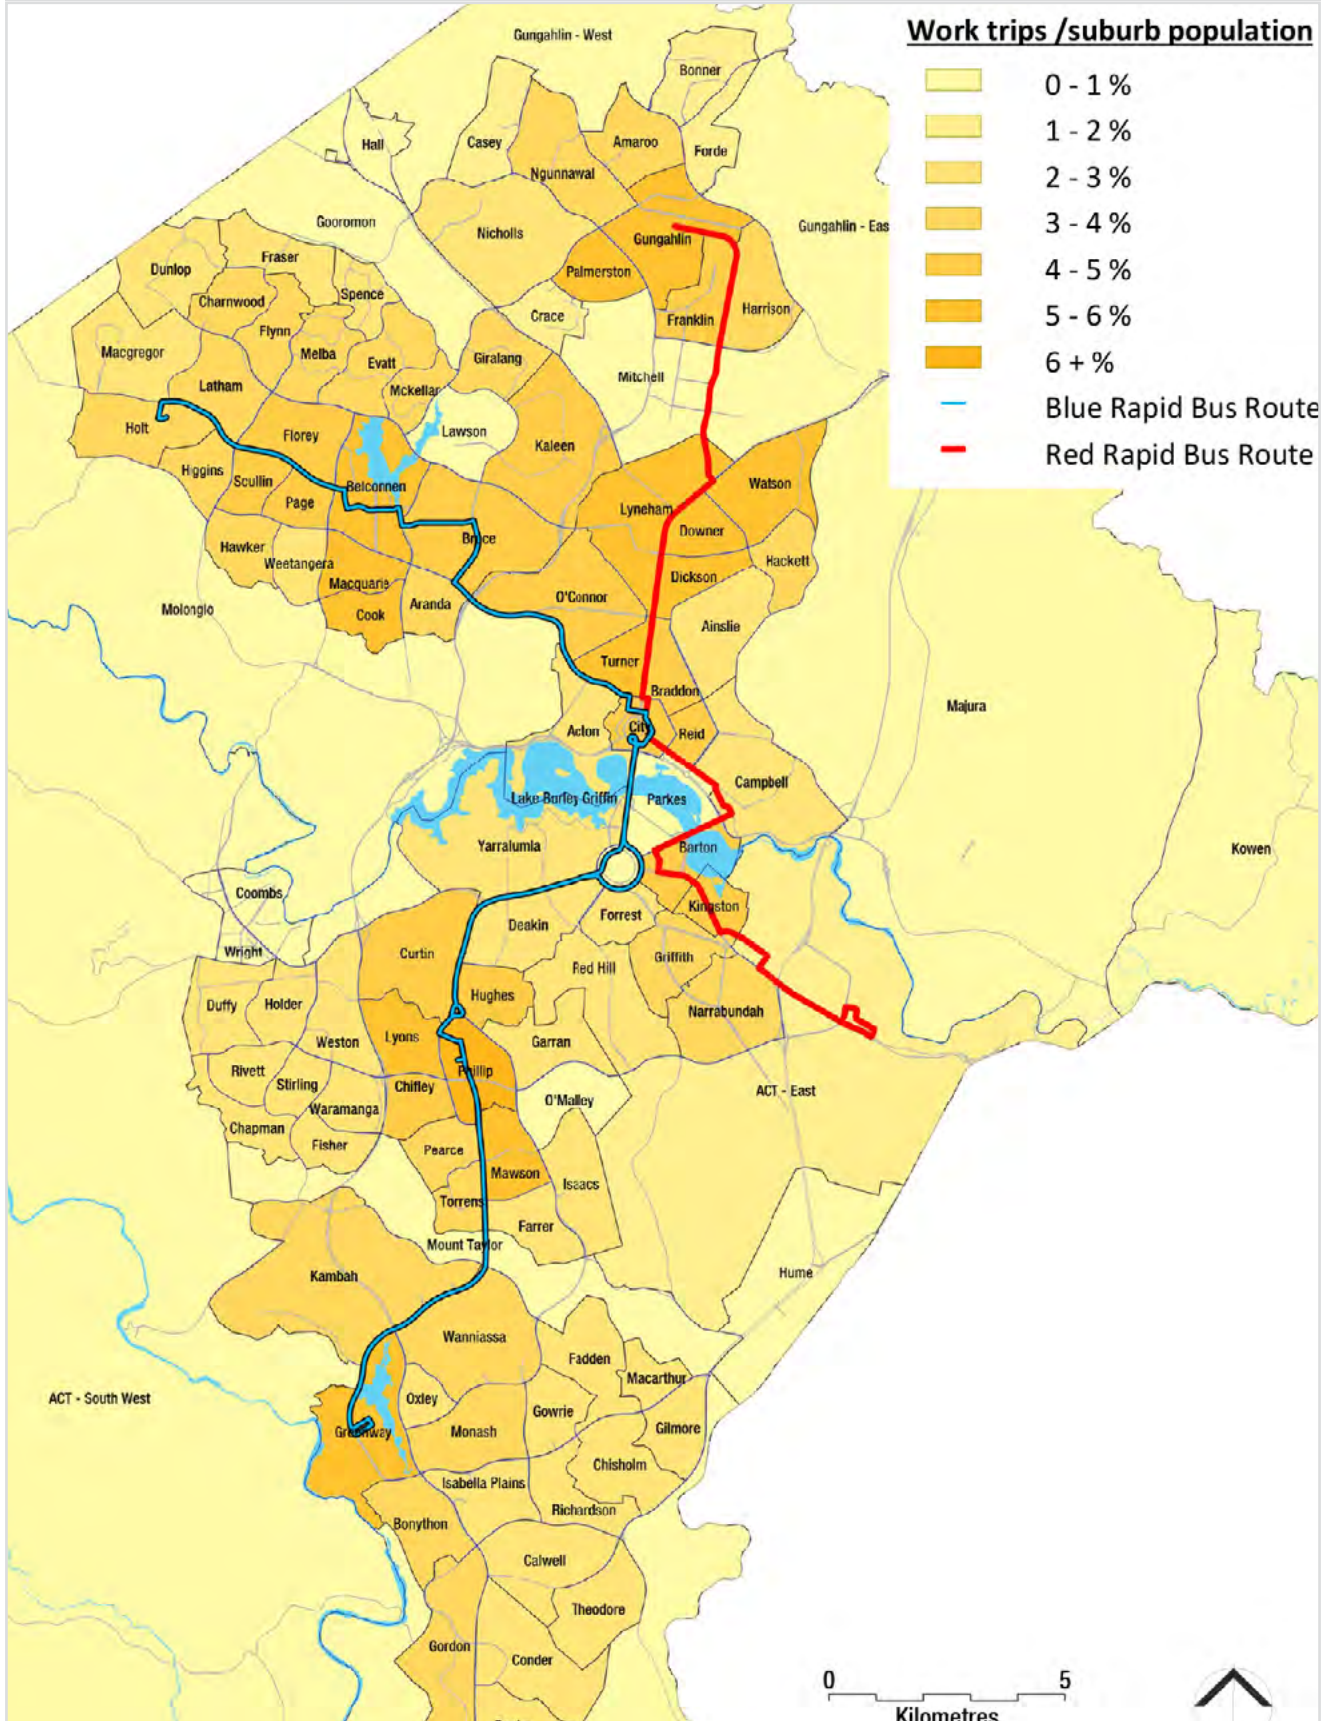 Work trips /suburb population
0 - 1 %
1 - 2 %
2 - 3 %
3 - 4 %
4 - 5 %
5 - 6 %
6 + %
Blue Rapid Bus Route
Red Rapid Bus Route
Gungahlin - West
Bonner
Hall
Casey
Amaroo
Forde
Ngunnawal
Gooromon
Nicholls
Gungahlin
Gungahlin - Eas
Fraser
Dunlop
Palmerston
Spence
Charnwood
Harrison
Crace
Franklin
Flynn
Macgregor
Melba
Evatt
Giralang
Mitchell
Latham
Mckellar
Holt
Florey
Lawson
Kaleen
Higgins
Scullin
Belconnen
Watson
Page
Lyneham
Downer
Bruce
Hawker
Weetangera
Hackett
Macquarie
Dickson
O'Connor
Molonglo
Cook
Aranda
Ainslie
Turner
Braddon
Majura
Acton
City
Reid
Campbell
Lake Burley Griffin
Parkes
Yarralumla
Barton
Kowen
Coombs
Kingston
Forrest
Deakin
Wright
Curtin
Griffith
Red Hill
Hughes
Duffy
Holder
Narrabundah
Lyons
Weston
Garran
Rivett
Phillip
Stirling
Chifley
ACT - East
O'Malley
Waramanga
Chapman
Fisher
Pearce
Mawson
Isaacs
Torrens
Farrer
Mount Taylor
Kambah
Hume
Wanniassa
Fadden
Macarthur
ACT - South West
Oxley
Gowrie
Greenway
Monash
Gilmore
Chisholm
Isabella Plains
Richardson
Bonython
Calwell
Theodore
Gordon
Conder
0 5
Kilometres